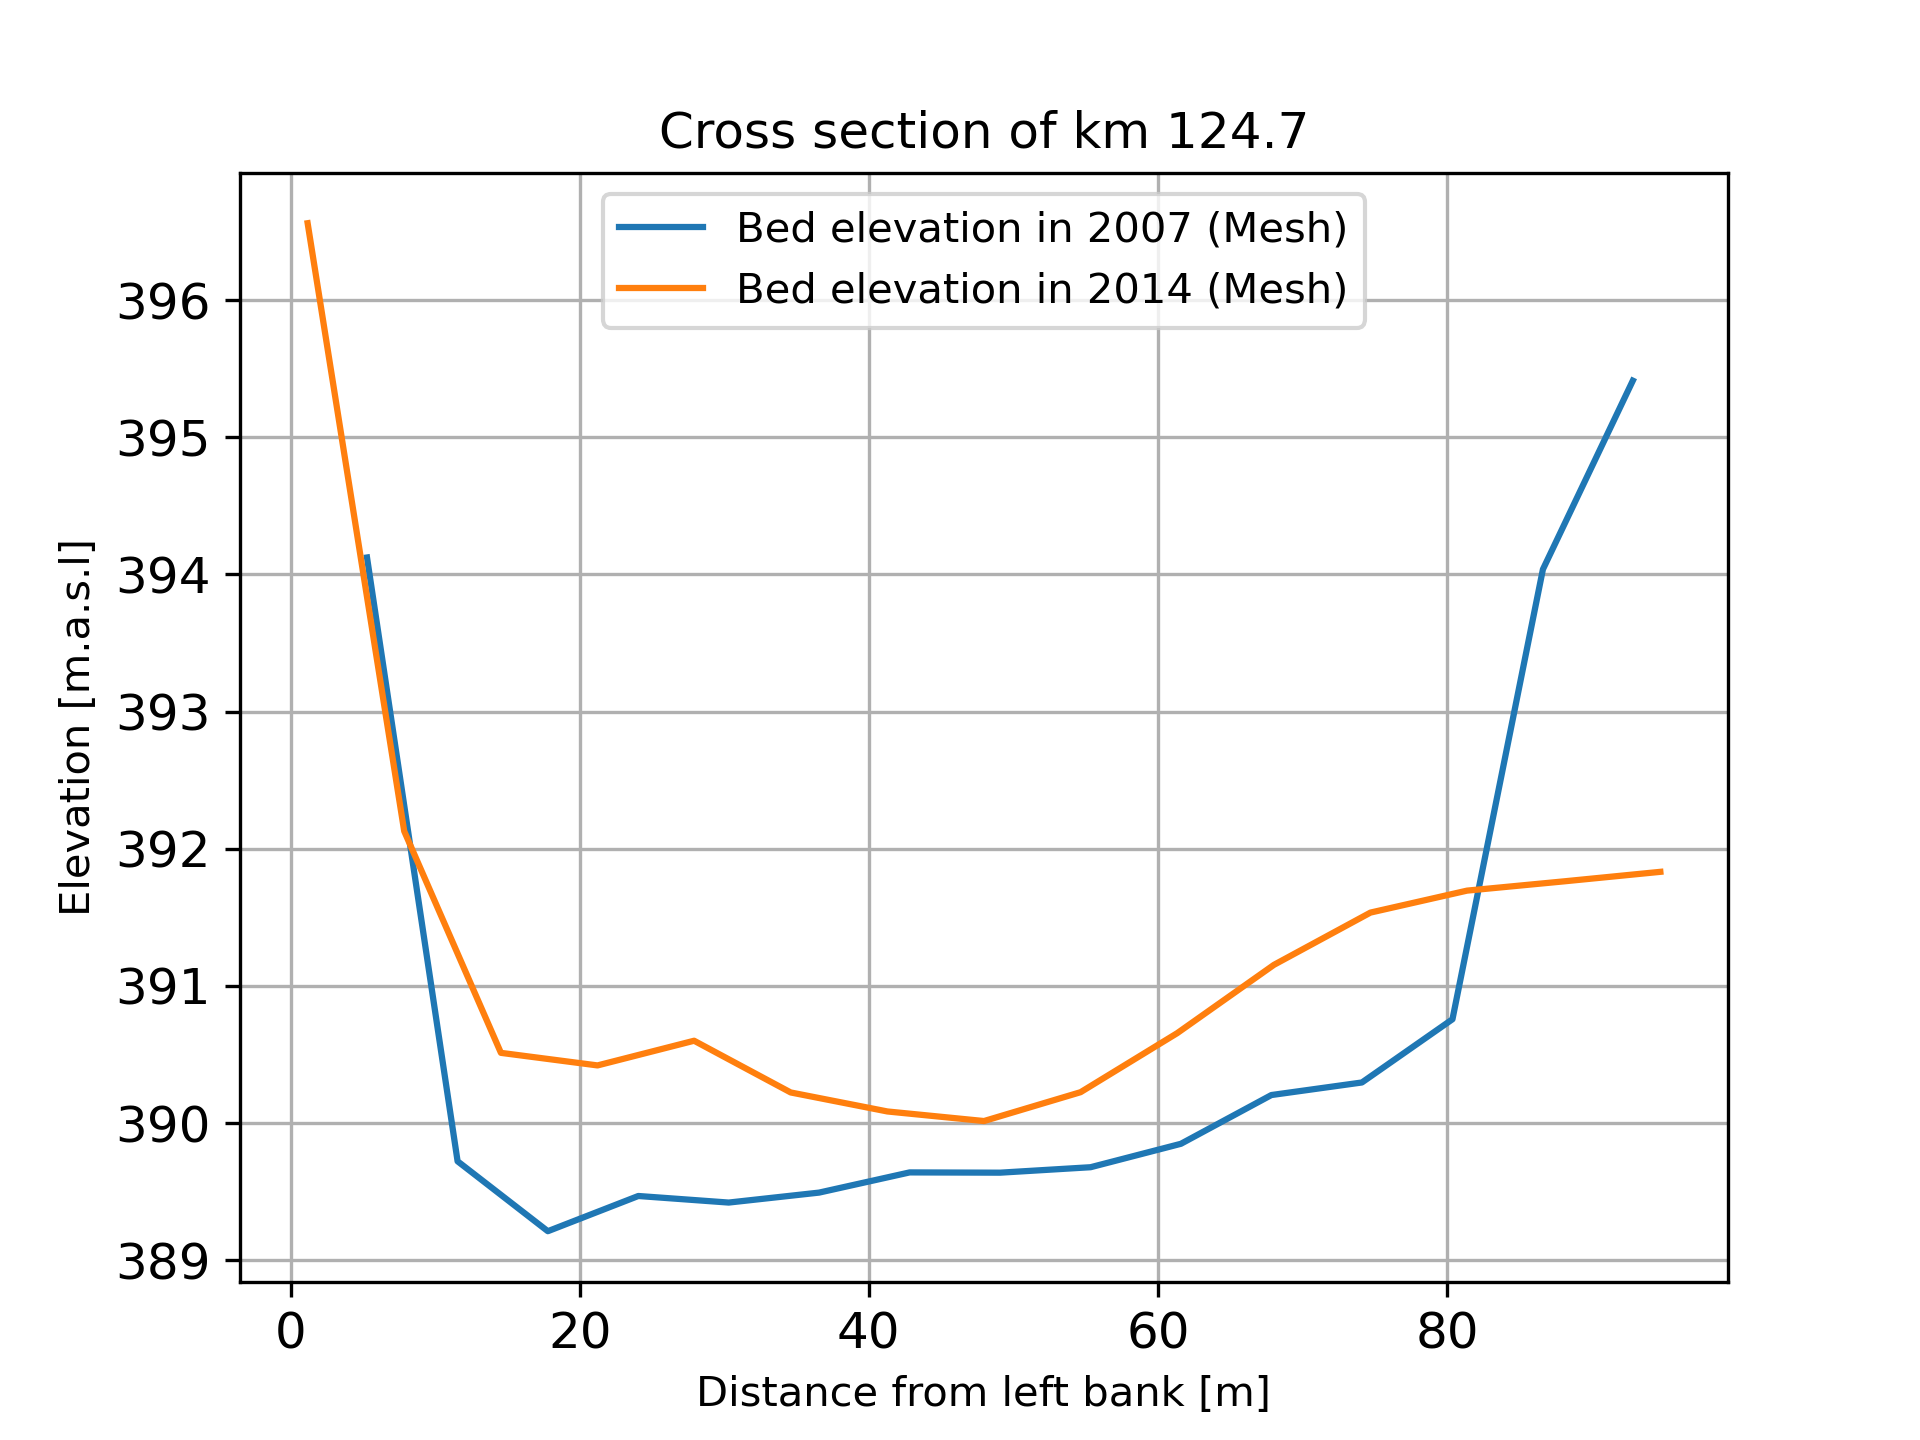 Cross section of km 124.7
Bed elevation in 2007 (Mesh)
Bed elevation in 2014 (Mesh)
396
395
394
393
392
391
390
389
Elevation [m.a.s.l]
0 20 40 60 80
Distance from left bank [m]